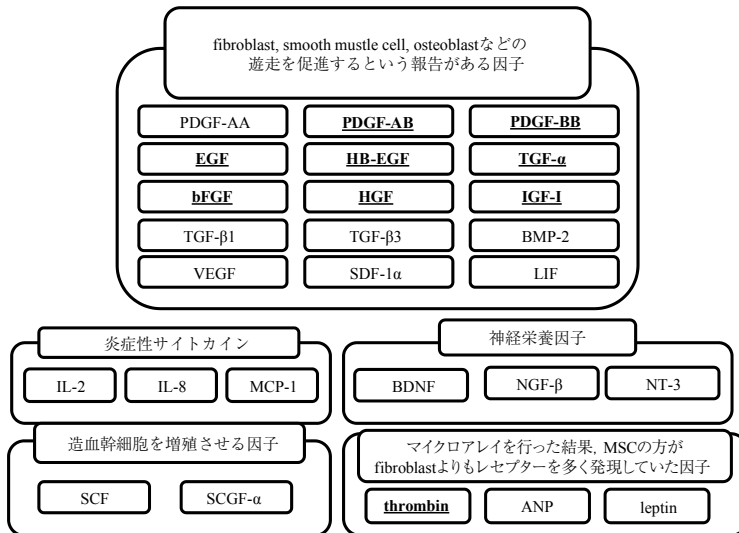 fibroblast, smooth mustle cell, osteoblastなどの
遊走を促進するという報告がある因子
PDGF-AA PDGF-AB PDGF-BB
EGF HB-EGF TGF-α
bFGF HGF IGF-I
TGF-β1 TGF-β3 BMP-2
VEGF SDF-1α LIF
炎症性サイトカイン
IL-2 IL-8 MCP-1
神経栄養因子
BDNF NGF-β NT-3
造血幹細胞を増殖させる因子
SCF SCGF-α
マイクロアレイを行った結果, MSCの方が
fibroblastよりもレセプターを多く発現していた因子
thrombin ANP leptin